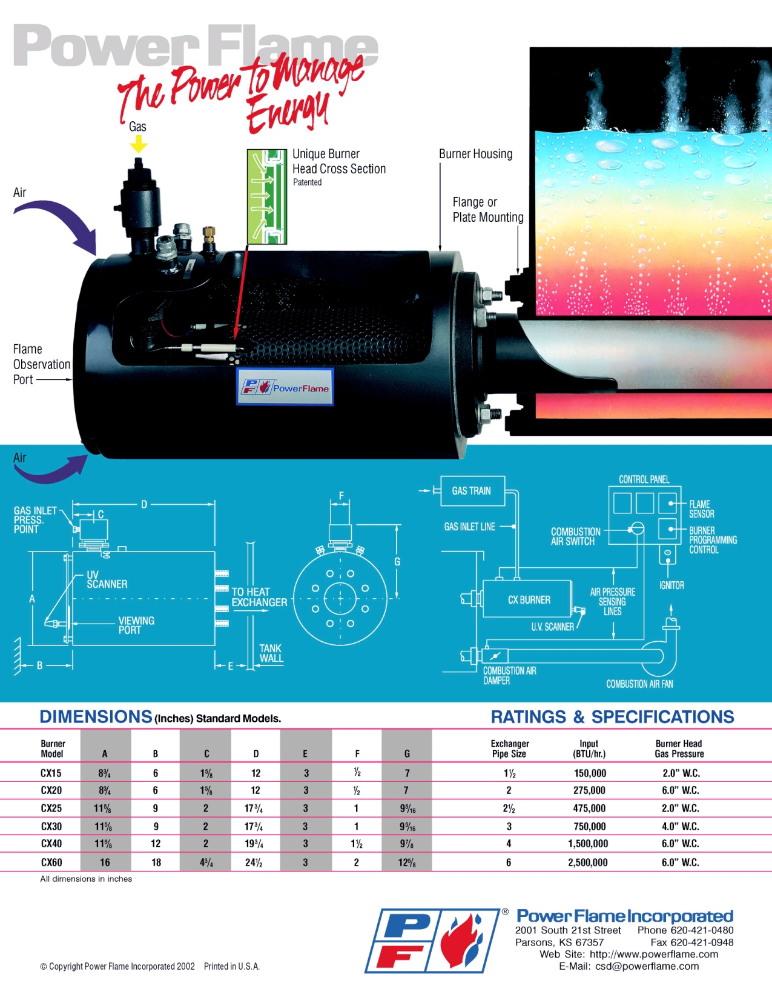 Power Flame
The Power to Manage
Energy
Gas
Air
Unique Burner
Head Cross Section
Patented
Burner Housing
Flange or
Plate Mounting
Flame
Observation
Port
PF PowerFlame
Air
GAS INLET
PRESS.
POINT
D
C
A
UV
SCANNER
VIEWING
PORT
B
E
TO HEAT
EXCHANGER
TANK
WALL
F
G
GAS TRAIN
GAS INLET LINE
CONTROL PANEL
FLAME
SENSOR
COMBUSTION
AIR SWITCH
BURNER
PROGRAMMING
CONTROL
IGNITOR
AIR PRESSURE
SENSING
LINES
CX BURNER
U.V. SCANNER
COMBUSTION AIR
DAMPER
COMBUSTION AIR FAN
DIMENSIONS (Inches) Standard Models.
RATINGS & SPECIFICATIONS
Burner Model A B C D E F G Exchanger Pipe Size Input (BTU/hr.) Burner Head Gas Pressure
CX15 8¾ 6 1⅝ 12 3 ½ 7 1½ 150,000 2.0” W.C.
CX20 8¾ 6 1⅝ 12 3 ½ 7 2 275,000 6.0” W.C.
CX25 11⅝ 9 2 17¾ 3 1 95/16 2½ 475,000 2.0” W.C.
CX30 11⅝ 9 2 17¾ 3 1 95/16 3 750,000 4.0” W.C.
CX40 11⅝ 12 2 19¾ 3 1½ 9⅞ 4 1,500,000 6.0” W.C.
CX60 16 18 4¾ 24½ 3 2 12⅝ 6 2,500,000 6.0” W.C.
All dimensions in inches
PF ®
Power Flame Incorporated
2001 South 21st Street Phone 620-421-0480
Parsons, KS 67357 Fax 620-421-0948
Web Site: http://www.powerflame.com
E-Mail: csd@powerflame.com
© Copyright Power Flame Incorporated 2002 Printed in U.S.A.